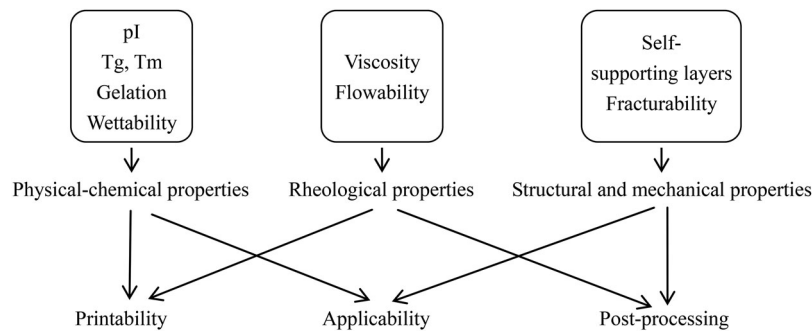 pI
Tg, Tm
Gelation
Wettability
Viscosity
Flowability
Self-
supporting layers
Fracturability
Physical-chemical properties
Rheological properties
Structural and mechanical properties
Printability
Applicability
Post-processing